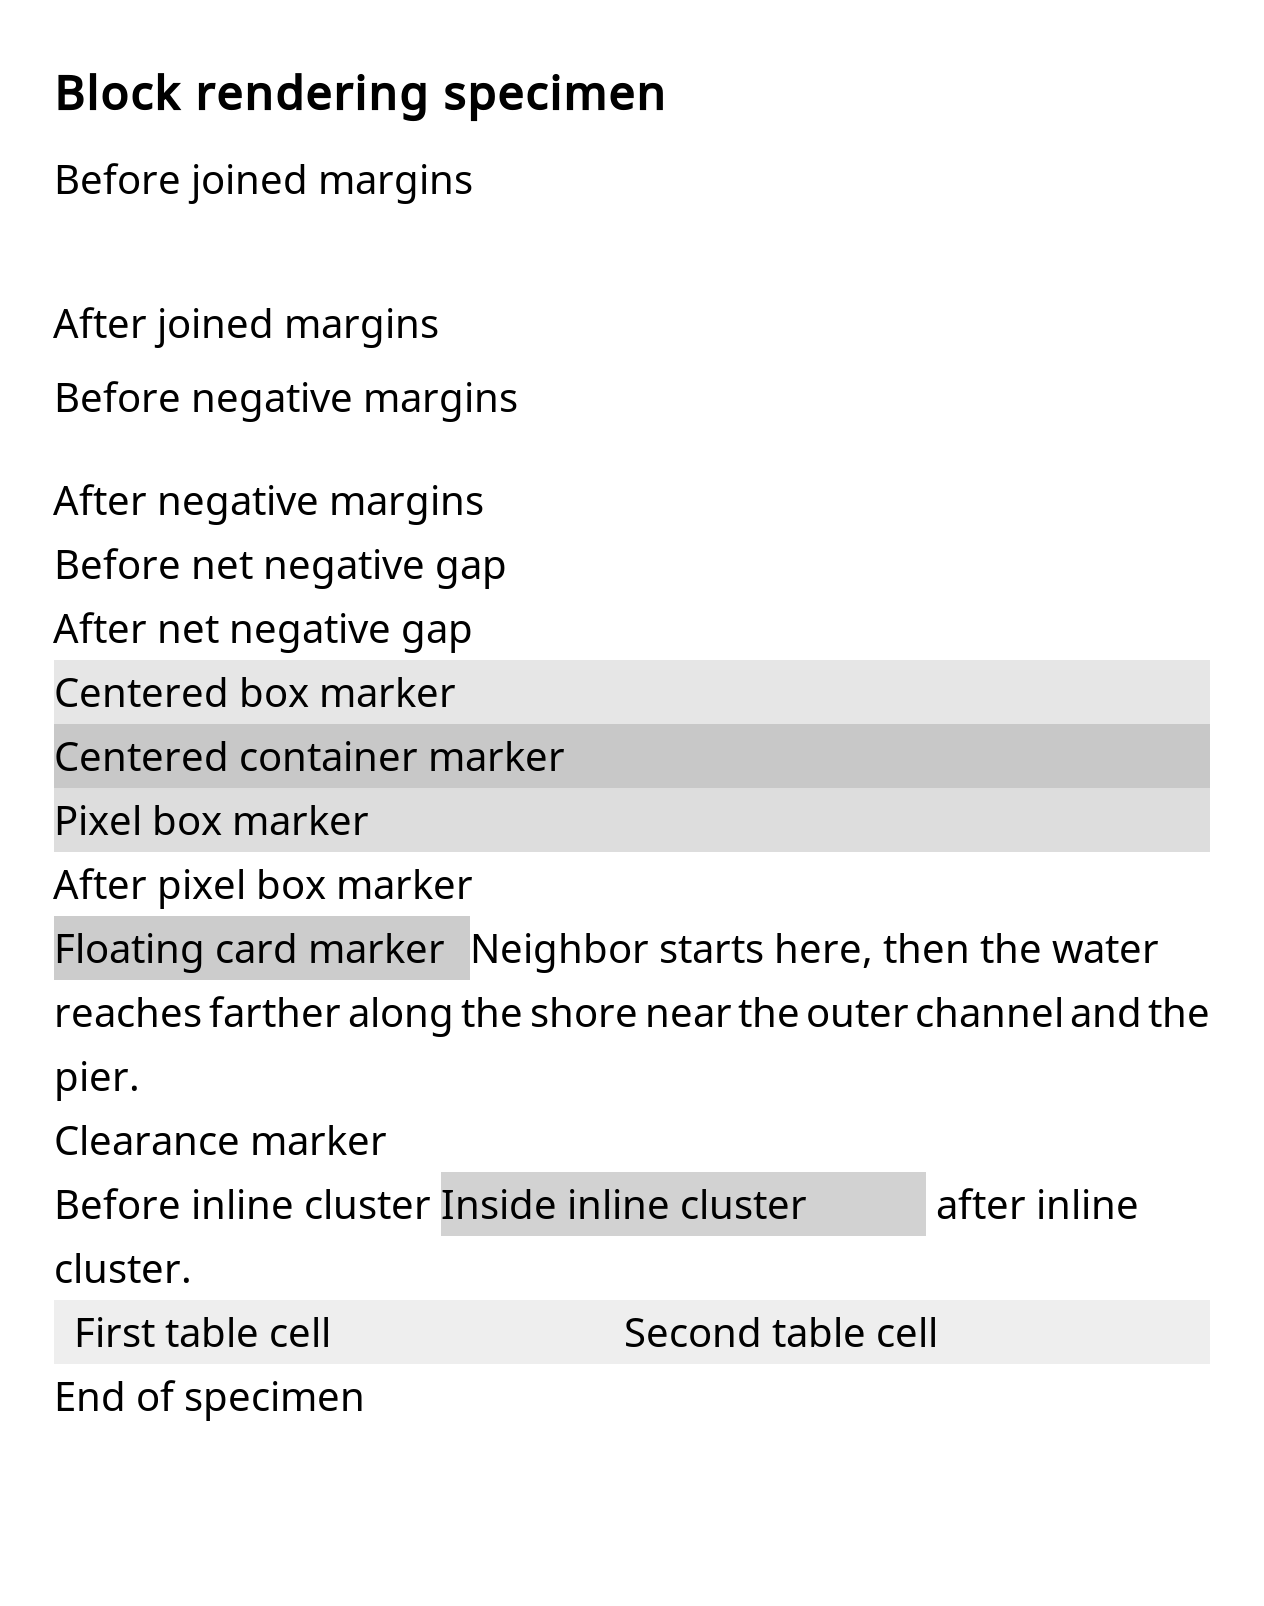 Block rendering specimen
Before joined margins
After joined margins
Before negative margins
After negative margins
Before net negative gap
After net negative gap
Centered box marker
Centered container marker
Pixel box marker
After pixel box marker
Floating card marker Neighbor starts here, then the water
reaches farther along the shore near the outer channel and the
pier.
Clearance marker
Before inline cluster Inside inline cluster after inline
cluster.
First table cell Second table cell
End of specimen